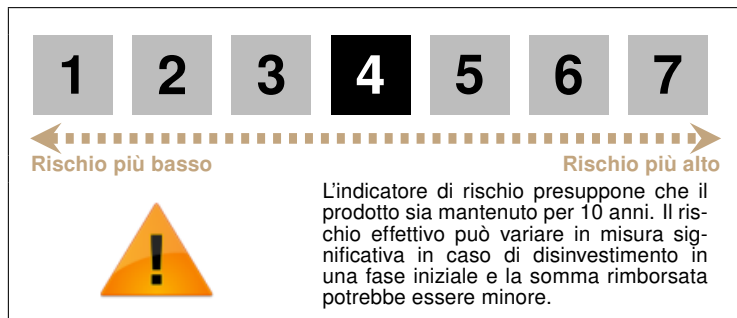 1 2 3 4 5 6 7
Rischio più basso Rischio più alto
L'indicatore di rischio presuppone che il
prodotto sia mantenuto per 10 anni. Il ris-
chio effettivo può variare in misura sig-
nificativa in caso di disinvestimento in
una fase iniziale e la somma rimborsata
potrebbe essere minore.